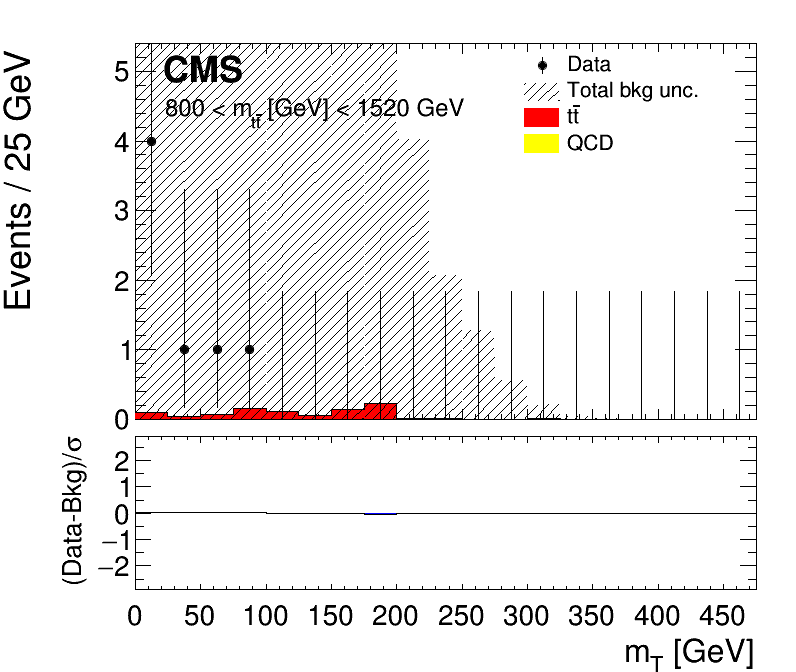 Events / 25 GeV
5
4
3
2
1
0
CMS
800 < m_{tt̄} [GeV] < 1520 GeV
Data
Total bkg unc.
tt̄
QCD
(Data-Bkg)/σ
2
1
0
−1
−2
0 50 100 150 200 250 300 350 400 450
m_T [GeV]